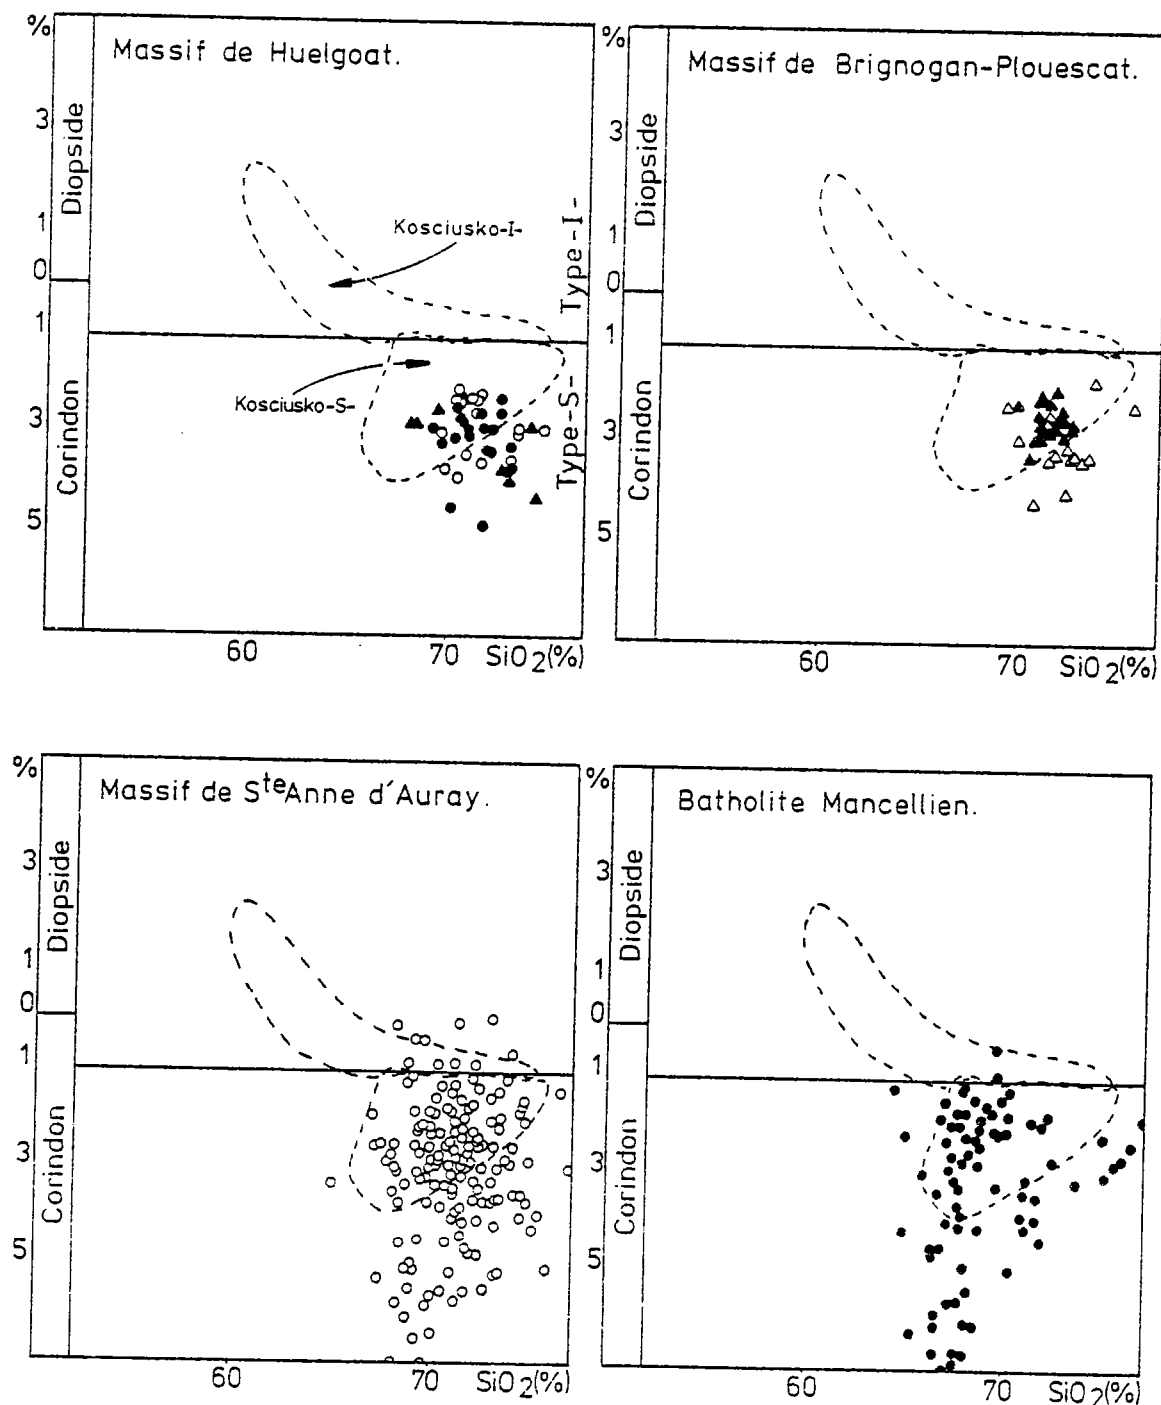 %
Massif de Huelgoat.
3
Diopside
1
0
1
Corindon
3
5
Kosciusko-I-
Kosciusko-S-
Type-I-
Type-S-
60
70
SiO2(%)
%
Massif de Brignogan-Plouescat.
3
Diopside
1
0
1
Corindon
3
5
60
70
SiO2(%)
%
Massif de SteAnne d'Auray.
3
Diopside
1
0
1
Corindon
3
5
60
70
SiO2(%)
%
Batholite Mancellien.
3
Diopside
1
0
1
Corindon
3
5
60
70
SiO2(%)